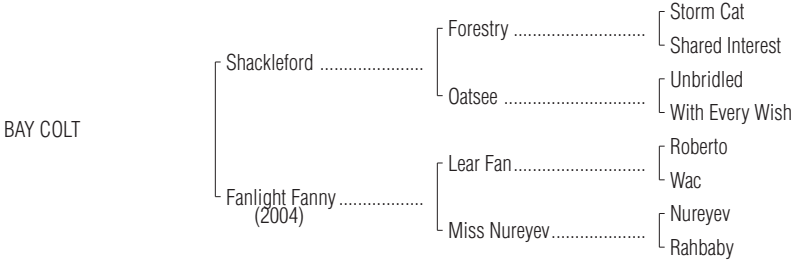 Storm Cat
Forestry ............................
Shared Interest
Shackleford ......................
Unbridled
Oatsee ..............................
With Every Wish
BAY COLT
Roberto
Lear Fan............................
Wac
Fanlight Fanny ..................
(2004)
Nureyev
Miss Nureyev....................
Rahbaby